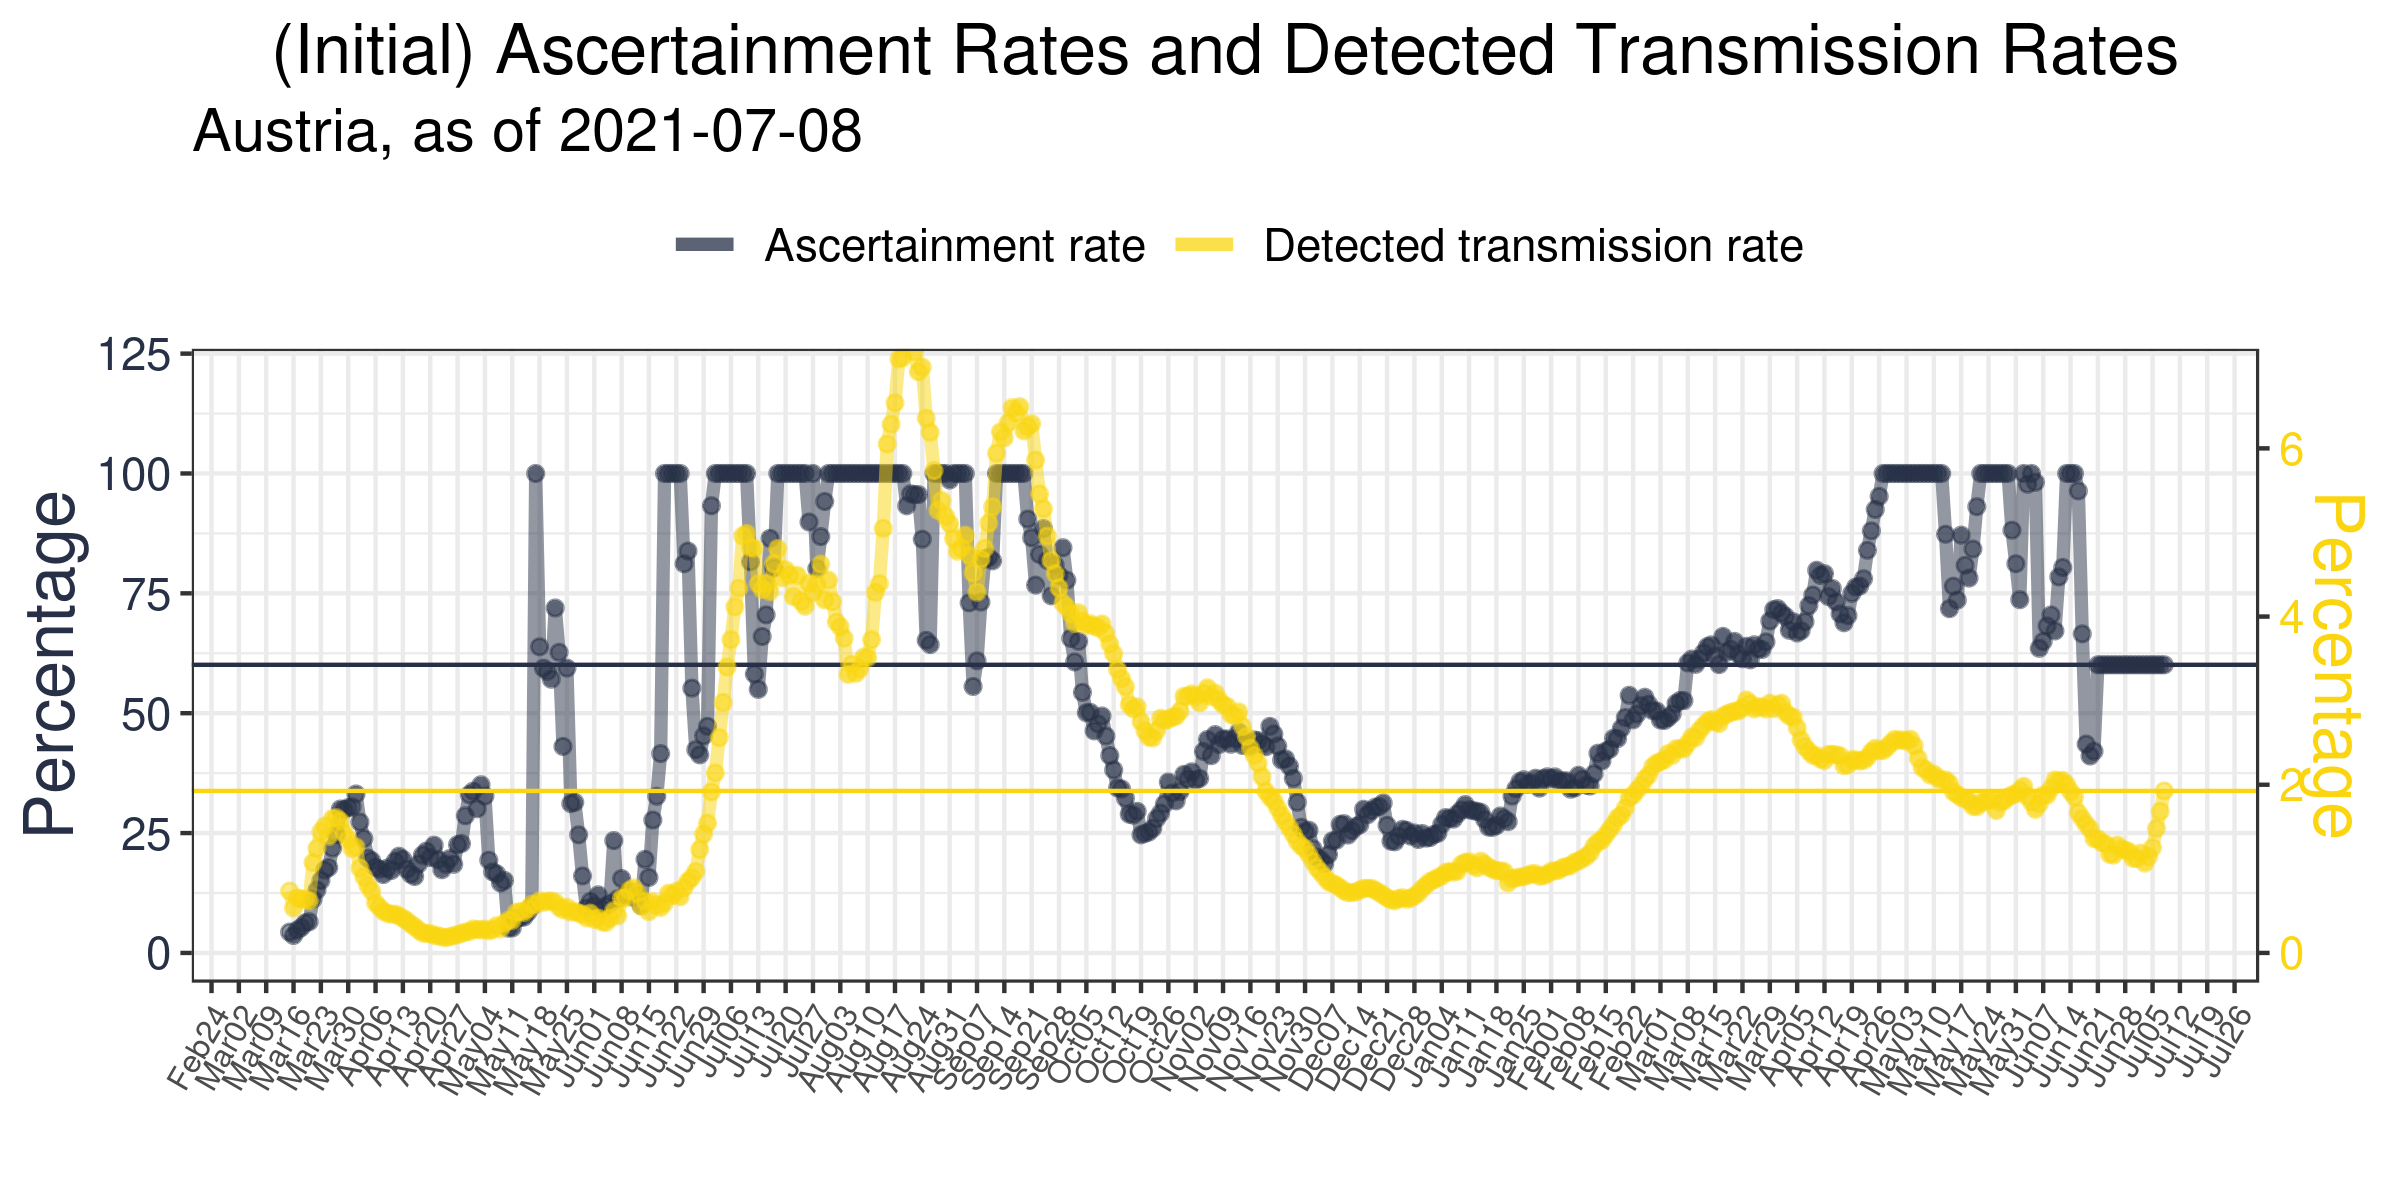 (Initial) Ascertainment Rates and Detected Transmission Rates
Austria, as of 2021-07-08
Ascertainment rate
Detected transmission rate
125
100
75
50
25
0
Percentage
6
4
2
0
Percentage
Feb24
Mar02
Mar09
Mar16
Mar23
Mar30
Apr06
Apr13
Apr20
Apr27
May04
May11
May18
May25
Jun01
Jun08
Jun15
Jun22
Jun29
Jul06
Jul13
Jul20
Jul27
Aug03
Aug10
Aug17
Aug24
Aug31
Sep07
Sep14
Sep21
Sep28
Oct05
Oct12
Oct19
Oct26
Nov02
Nov09
Nov16
Nov23
Nov30
Dec07
Dec14
Dec21
Dec28
Jan04
Jan11
Jan18
Jan25
Feb01
Feb08
Feb15
Feb22
Mar01
Mar08
Mar15
Mar22
Mar29
Apr05
Apr12
Apr19
Apr26
May03
May10
May17
May24
May31
Jun07
Jun14
Jun21
Jun28
Jul05
Jul12
Jul19
Jul26